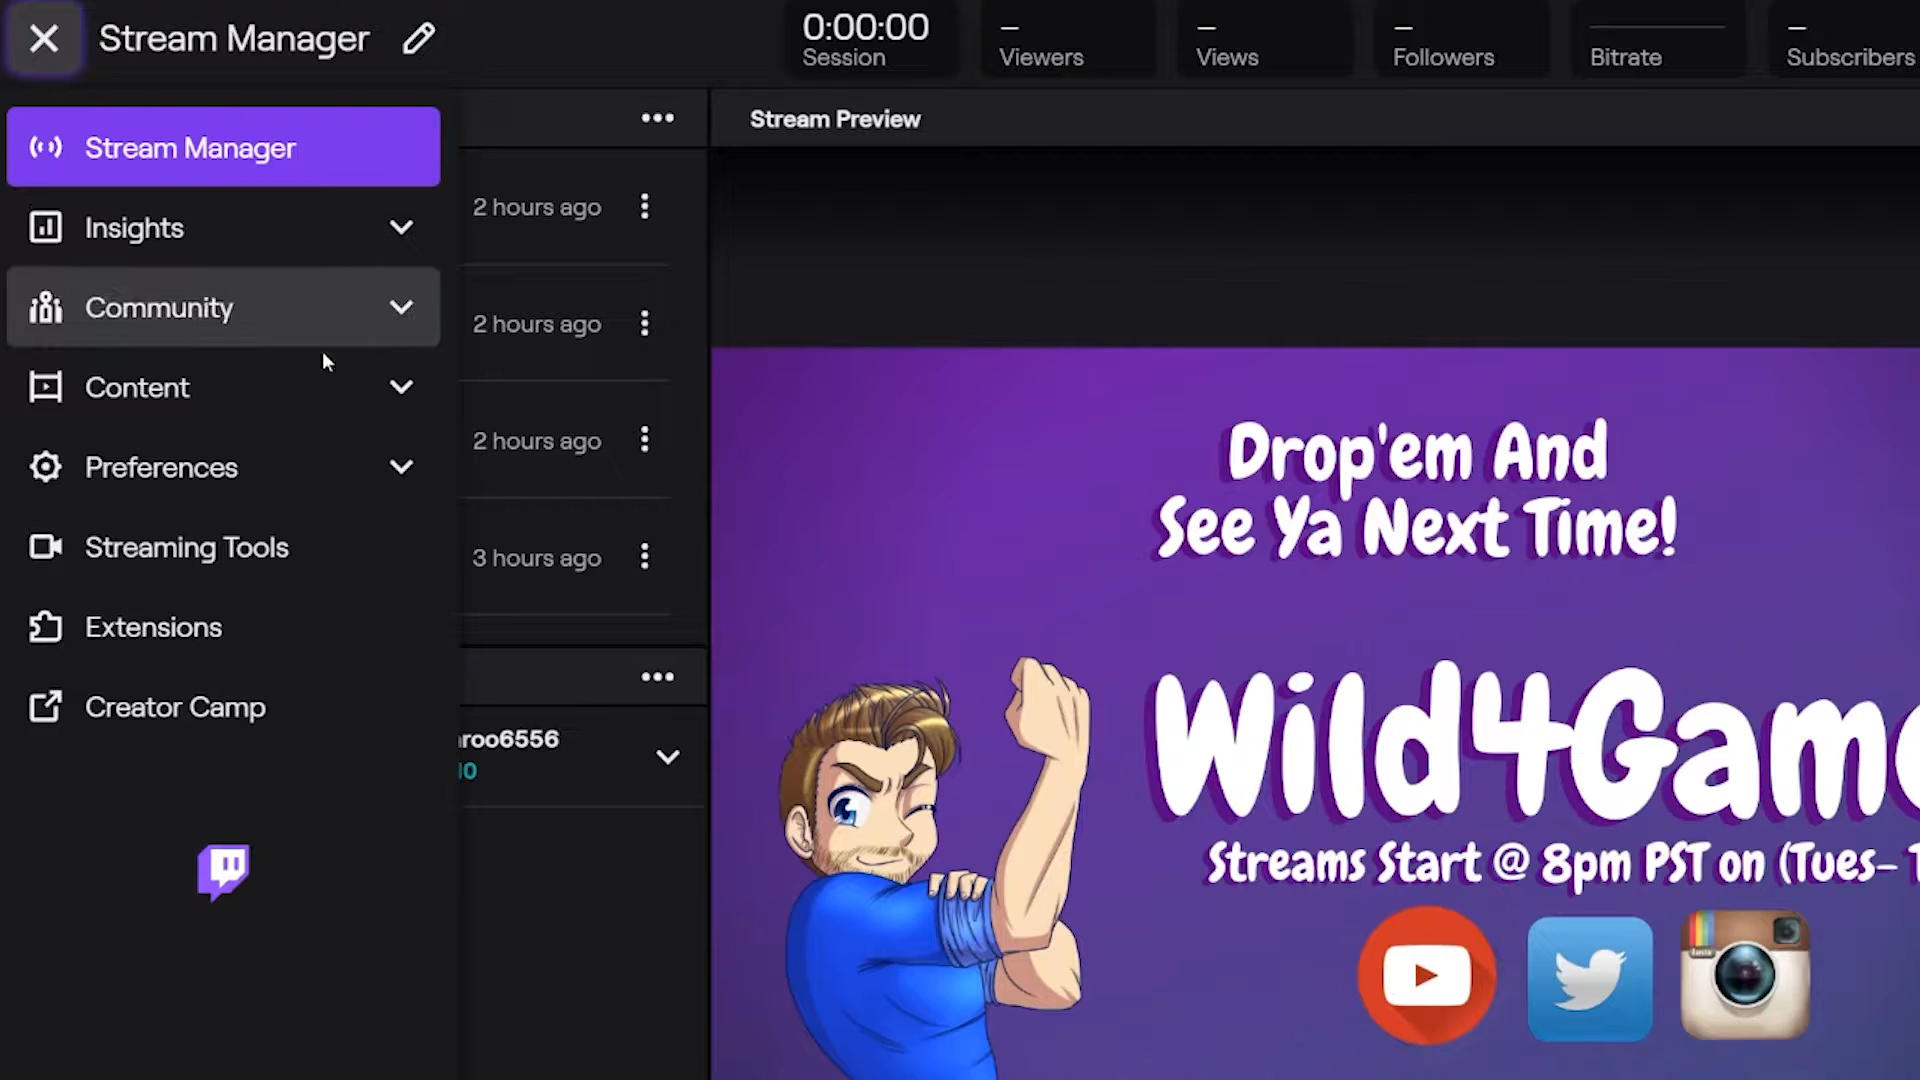 Stream Manager
0:00:00
Session
Viewers
Views
Followers
Bitrate
Subscribers
Stream Manager
Insights
Community
Content
Preferences
Streaming Tools
Extensions
Creator Camp
2 hours ago
2 hours ago
2 hours ago
3 hours ago
roo6556
Stream Preview
Drop'em And
See Ya Next Time!
Wild4Game
Streams Start @ 8pm PST on (Tues-